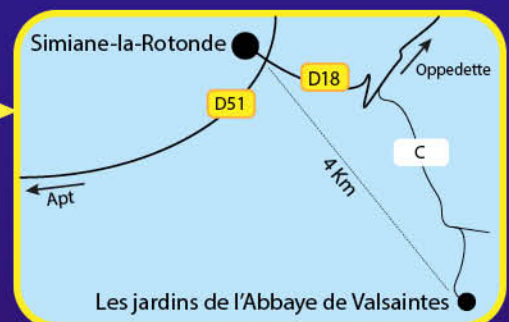 Simiane-la-Rotonde
Oppedette
D18
D51
C
4 Km
Apt
Les jardins de l'Abbaye de Valsaintes